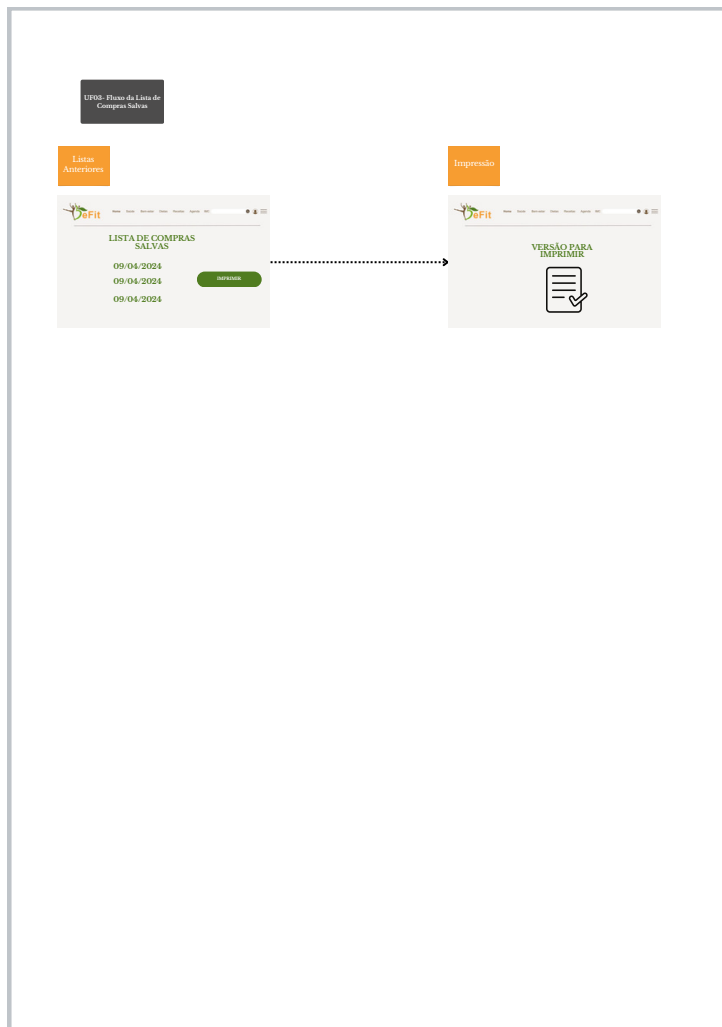 UF03- Fluxo da Lista de
Compras Salvas
Listas
Anteriores
Impressão
eFit
LISTA DE COMPRAS
SALVAS
09/04/2024
09/04/2024
09/04/2024
IMPRIMIR
eFit
VERSÃO PARA
IMPRIMIR